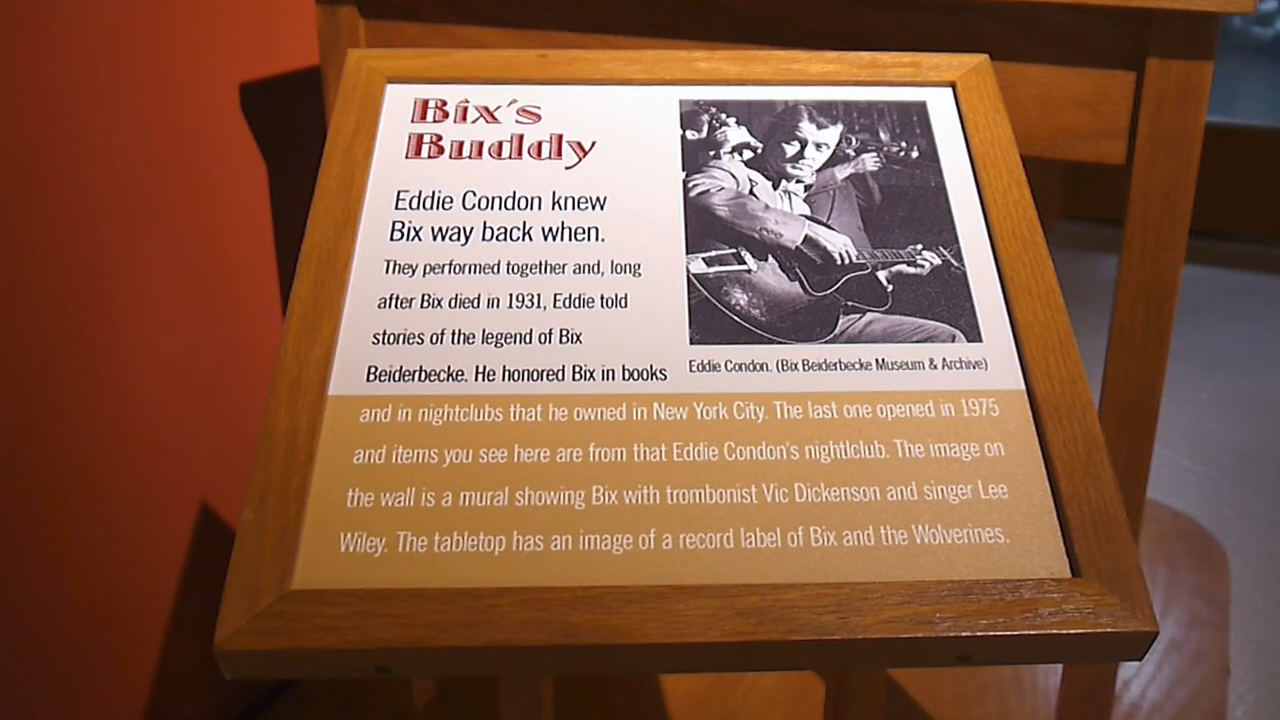 Bix's
Buddy
Eddie Condon knew
Bix way back when.
They performed together and, long
after Bix died in 1931, Eddie told
stories of the legend of Bix
Beiderbecke. He honored Bix in books
and in nightclubs that he owned in New York City. The last one opened in 1975
and items you see here are from that Eddie Condon's nightlclub. The image on
the wall is a mural showing Bix with trombonist Vic Dickenson and singer Lee
Wiley. The tabletop has an image of a record label of Bix and the Wolverines.
Eddie Condon. (Bix Beiderbecke Museum & Archive)